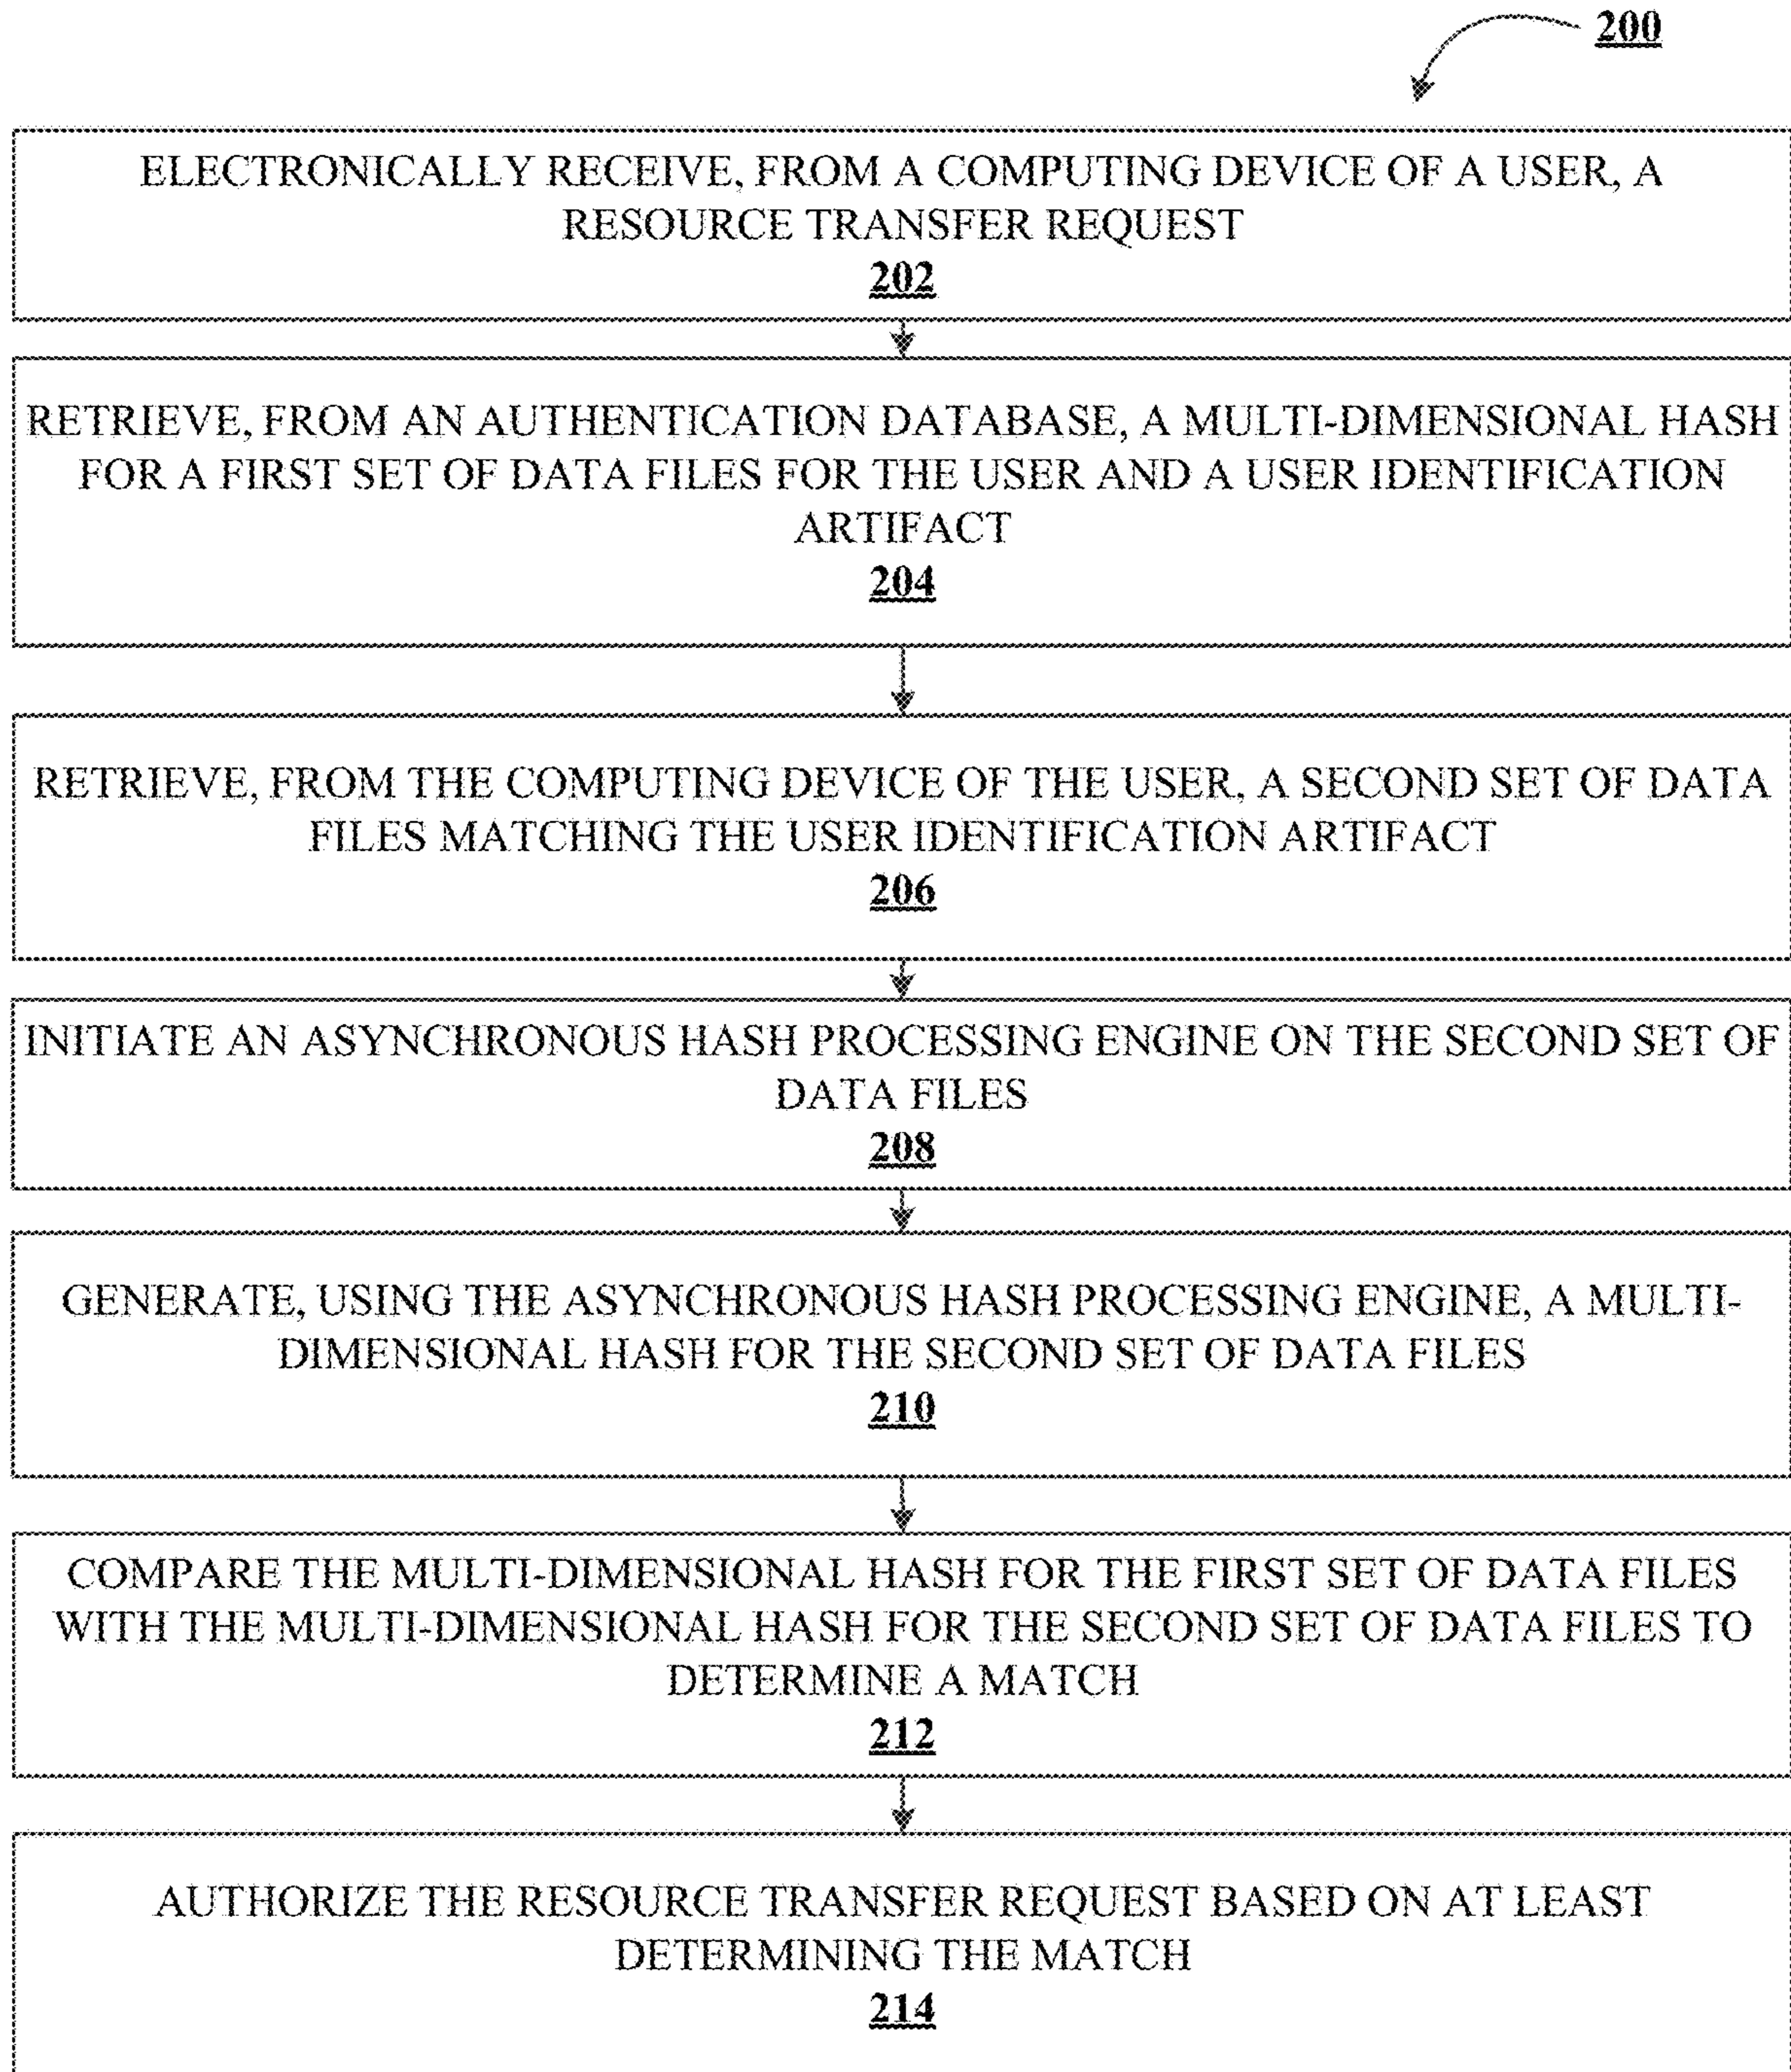 200
ELECTRONICALLY RECEIVE, FROM A COMPUTING DEVICE OF A USER, A
RESOURCE TRANSFER REQUEST
202
RETRIEVE, FROM AN AUTHENTICATION DATABASE, A MULTI-DIMENSIONAL HASH
FOR A FIRST SET OF DATA FILES FOR THE USER AND A USER IDENTIFICATION
ARTIFACT
204
RETRIEVE, FROM THE COMPUTING DEVICE OF THE USER, A SECOND SET OF DATA
FILES MATCHING THE USER IDENTIFICATION ARTIFACT
206
INITIATE AN ASYNCHRONOUS HASH PROCESSING ENGINE ON THE SECOND SET OF
DATA FILES
208
GENERATE, USING THE ASYNCHRONOUS HASH PROCESSING ENGINE, A MULTI-
DIMENSIONAL HASH FOR THE SECOND SET OF DATA FILES
210
COMPARE THE MULTI-DIMENSIONAL HASH FOR THE FIRST SET OF DATA FILES
WITH THE MULTI-DIMENSIONAL HASH FOR THE SECOND SET OF DATA FILES TO
DETERMINE A MATCH
212
AUTHORIZE THE RESOURCE TRANSFER REQUEST BASED ON AT LEAST
DETERMINING THE MATCH
214